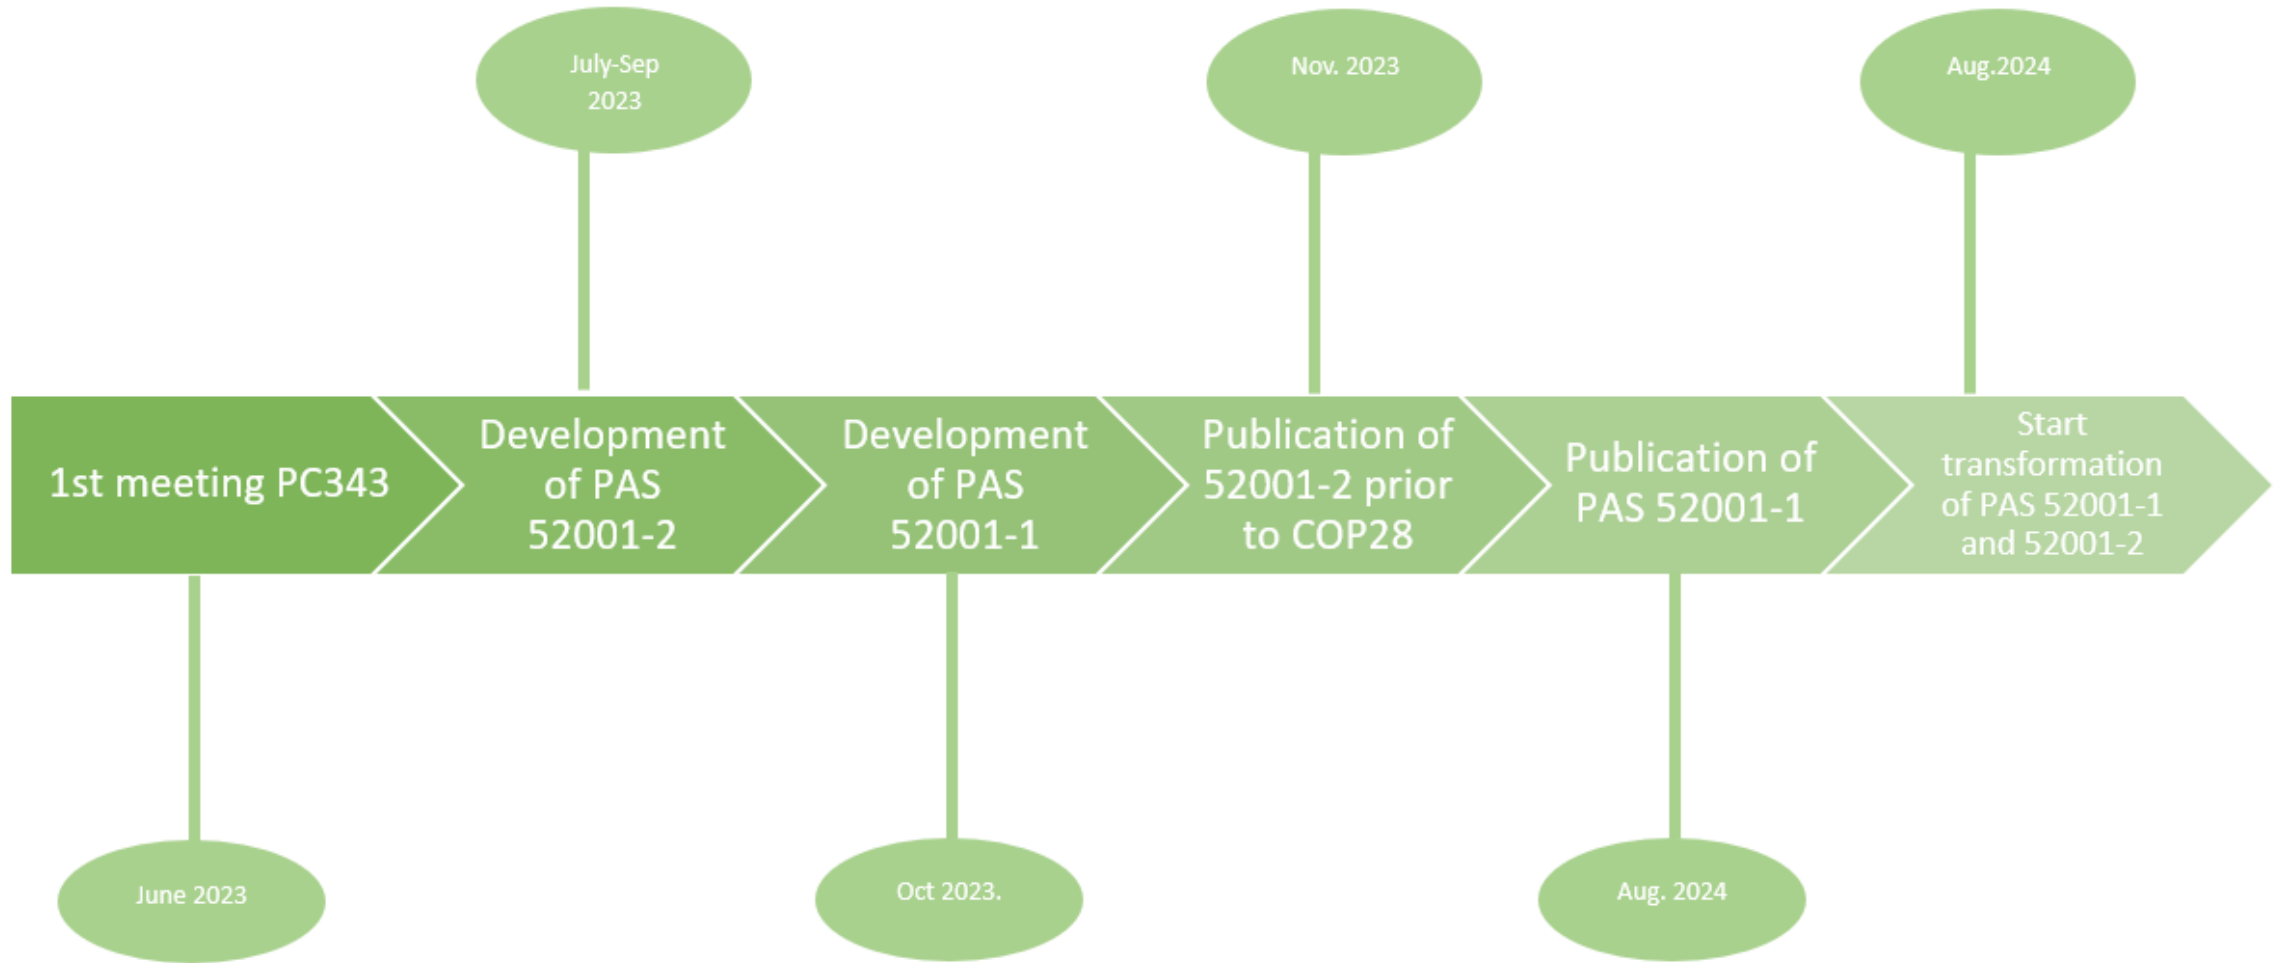 July-Sep
2023
Nov. 2023
Aug.2024
1st meeting PC343
Development
of PAS
52001-2
Development
of PAS
52001-1
Publication of
52001-2 prior
to COP28
Publication of
PAS 52001-1
Start
transformation
of PAS 52001-1
and 52001-2
June 2023
Oct 2023.
Aug. 2024